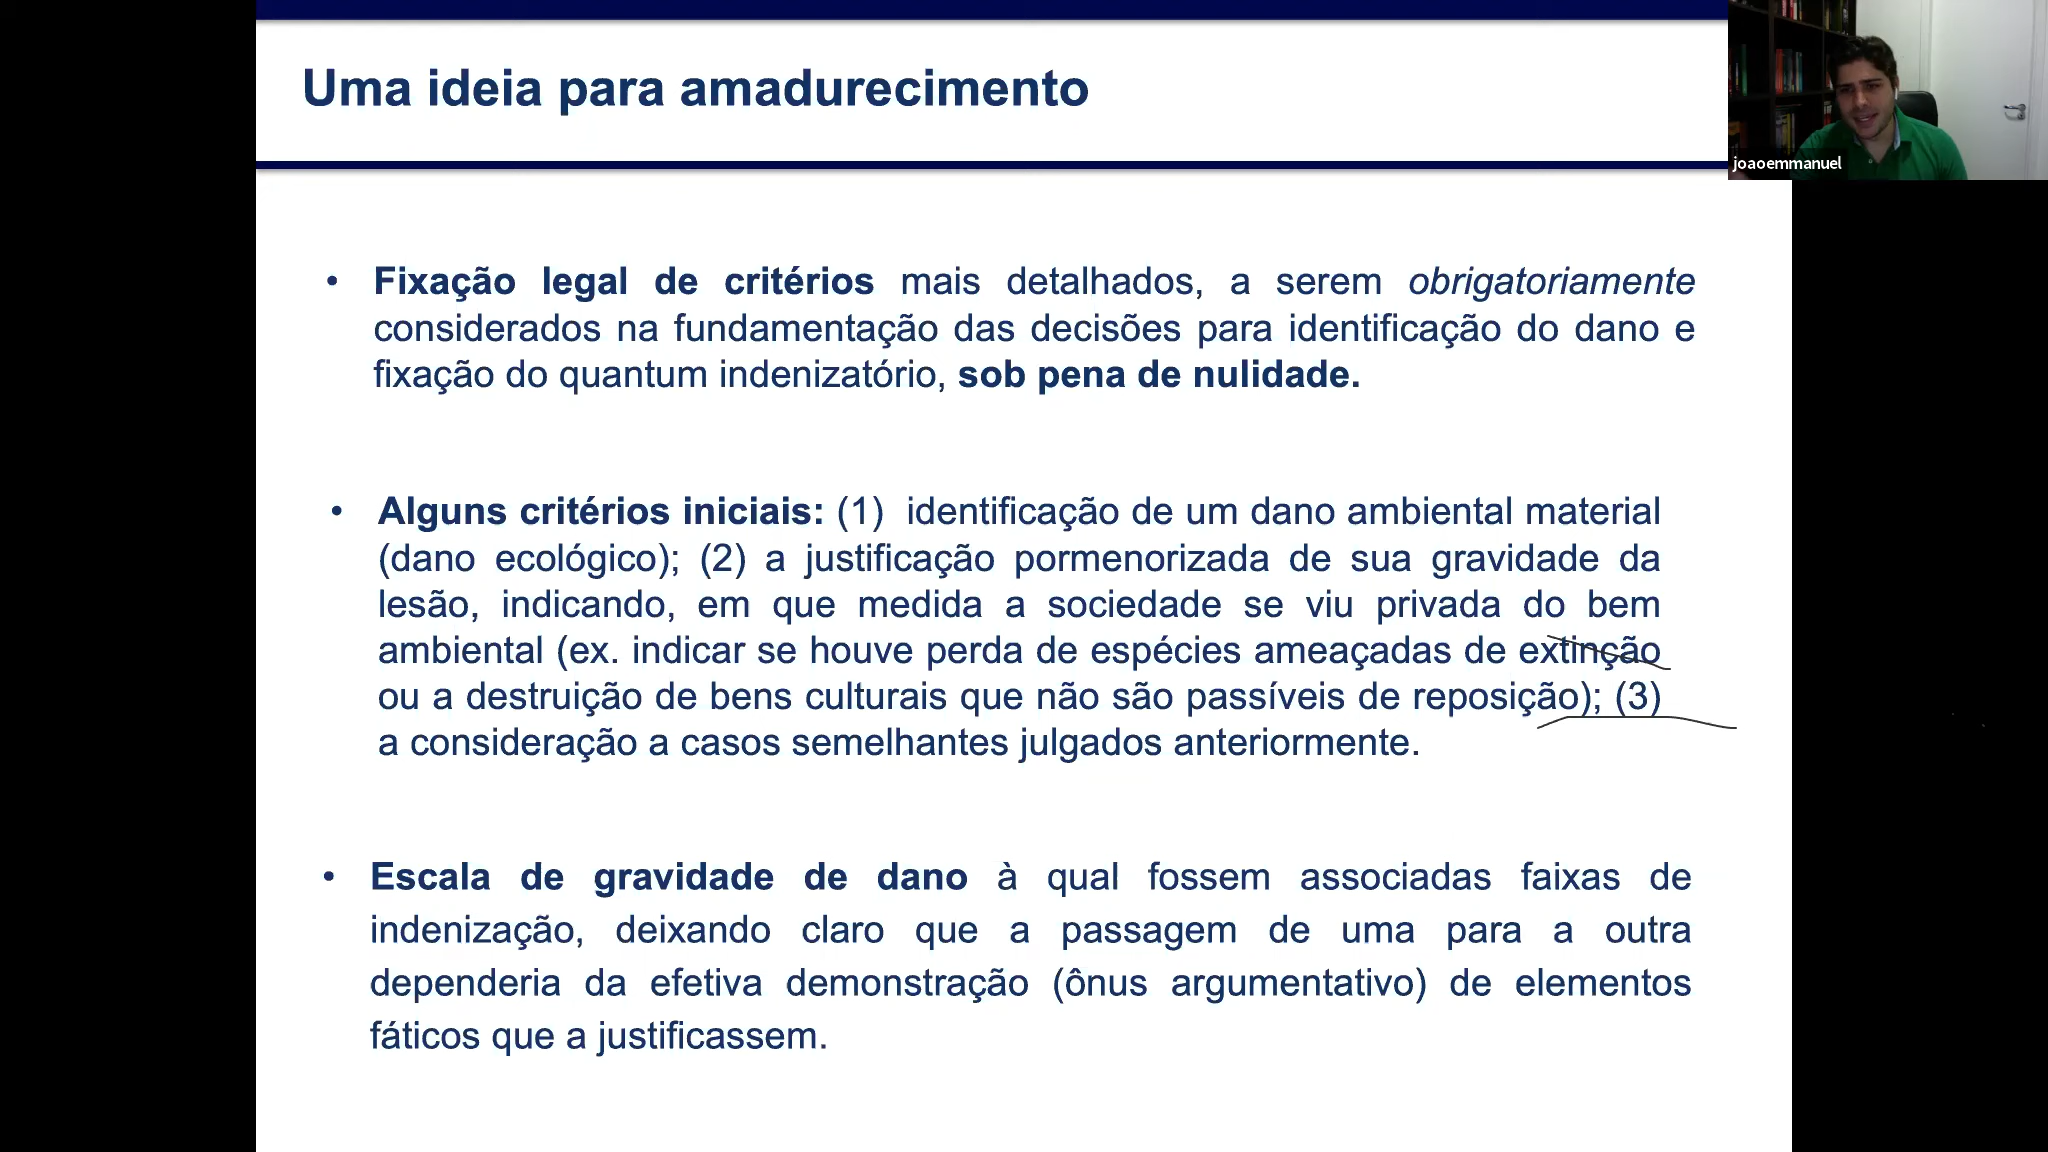 Uma ideia para amadurecimento
joaoemmanuel
• Fixação legal de critérios mais detalhados, a serem obrigatoriamente
considerados na fundamentação das decisões para identificação do dano e
fixação do quantum indenizatório, sob pena de nulidade.
• Alguns critérios iniciais: (1) identificação de um dano ambiental material
(dano ecológico); (2) a justificação pormenorizada de sua gravidade da
lesão, indicando, em que medida a sociedade se viu privada do bem
ambiental (ex. indicar se houve perda de espécies ameaçadas de extinção
ou a destruição de bens culturais que não são passíveis de reposição); (3)
a consideração a casos semelhantes julgados anteriormente.
• Escala de gravidade de dano à qual fossem associadas faixas de
indenização, deixando claro que a passagem de uma para a outra
dependeria da efetiva demonstração (ônus argumentativo) de elementos
fáticos que a justificassem.